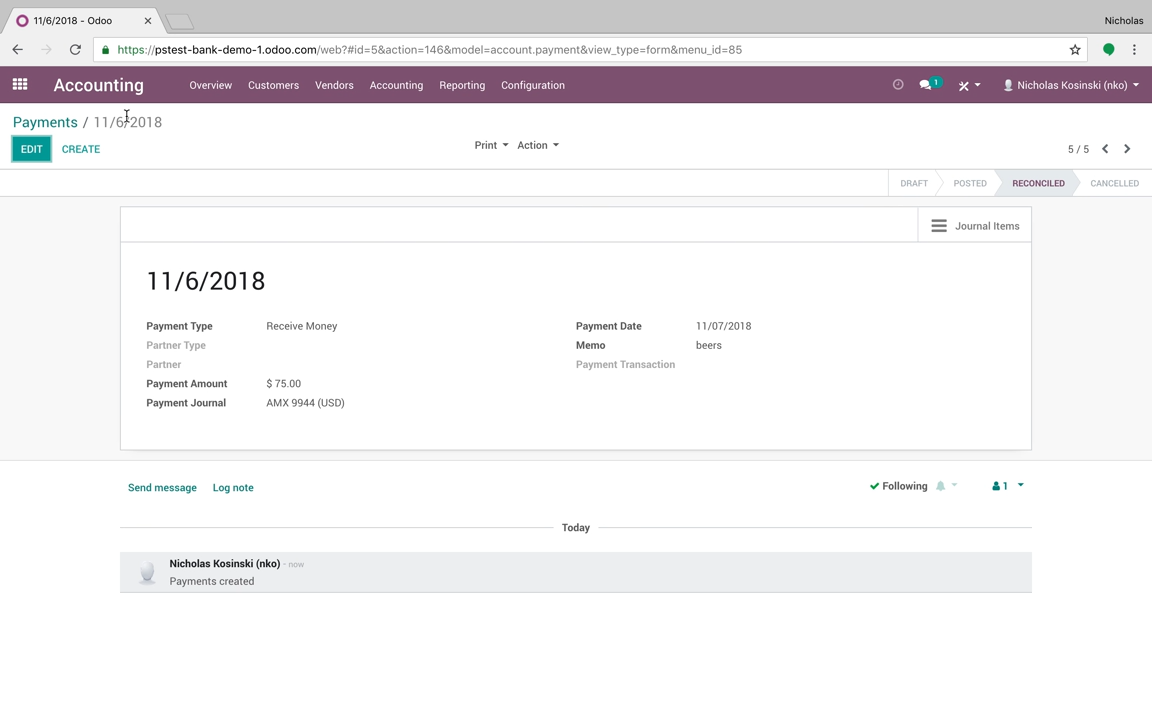 11/6/2018 - Odoo
Nicholas
https://pstest-bank-demo-1.odoo.com/web?#id=5&action=146&model=account.payment&view_type=form&menu_id=85
Accounting Overview Customers Vendors Accounting Reporting Configuration 1 Nicholas Kosinski (nko)
Payments / 11/6/2018
EDIT CREATE Print Action 5 / 5
DRAFT POSTED RECONCILED CANCELLED
Journal Items
11/6/2018
Payment Type Receive Money Payment Date 11/07/2018
Partner Type Memo beers
Partner Payment Transaction
Payment Amount $ 75.00
Payment Journal AMX 9944 (USD)
Send message Log note Following 1
Today
Nicholas Kosinski (nko) - now
Payments created